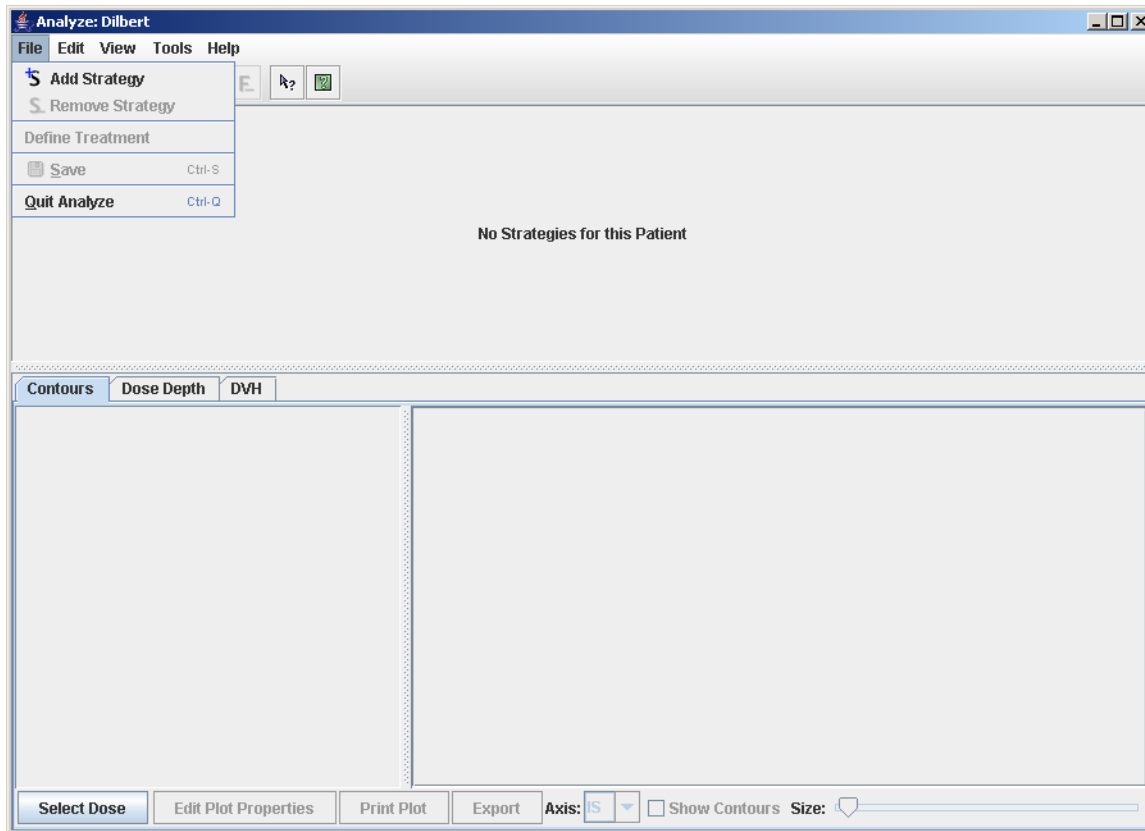 Analyze: Dilbert
File Edit View Tools Help
S Add Strategy
S Remove Strategy
E ?  ?
Define Treatment
Save Ctrl-S
Quit Analyze Ctrl-Q
No Strategies for this Patient
Contours Dose Depth DVH
Select Dose Edit Plot Properties Print Plot Export Axis: IS Show Contours Size: